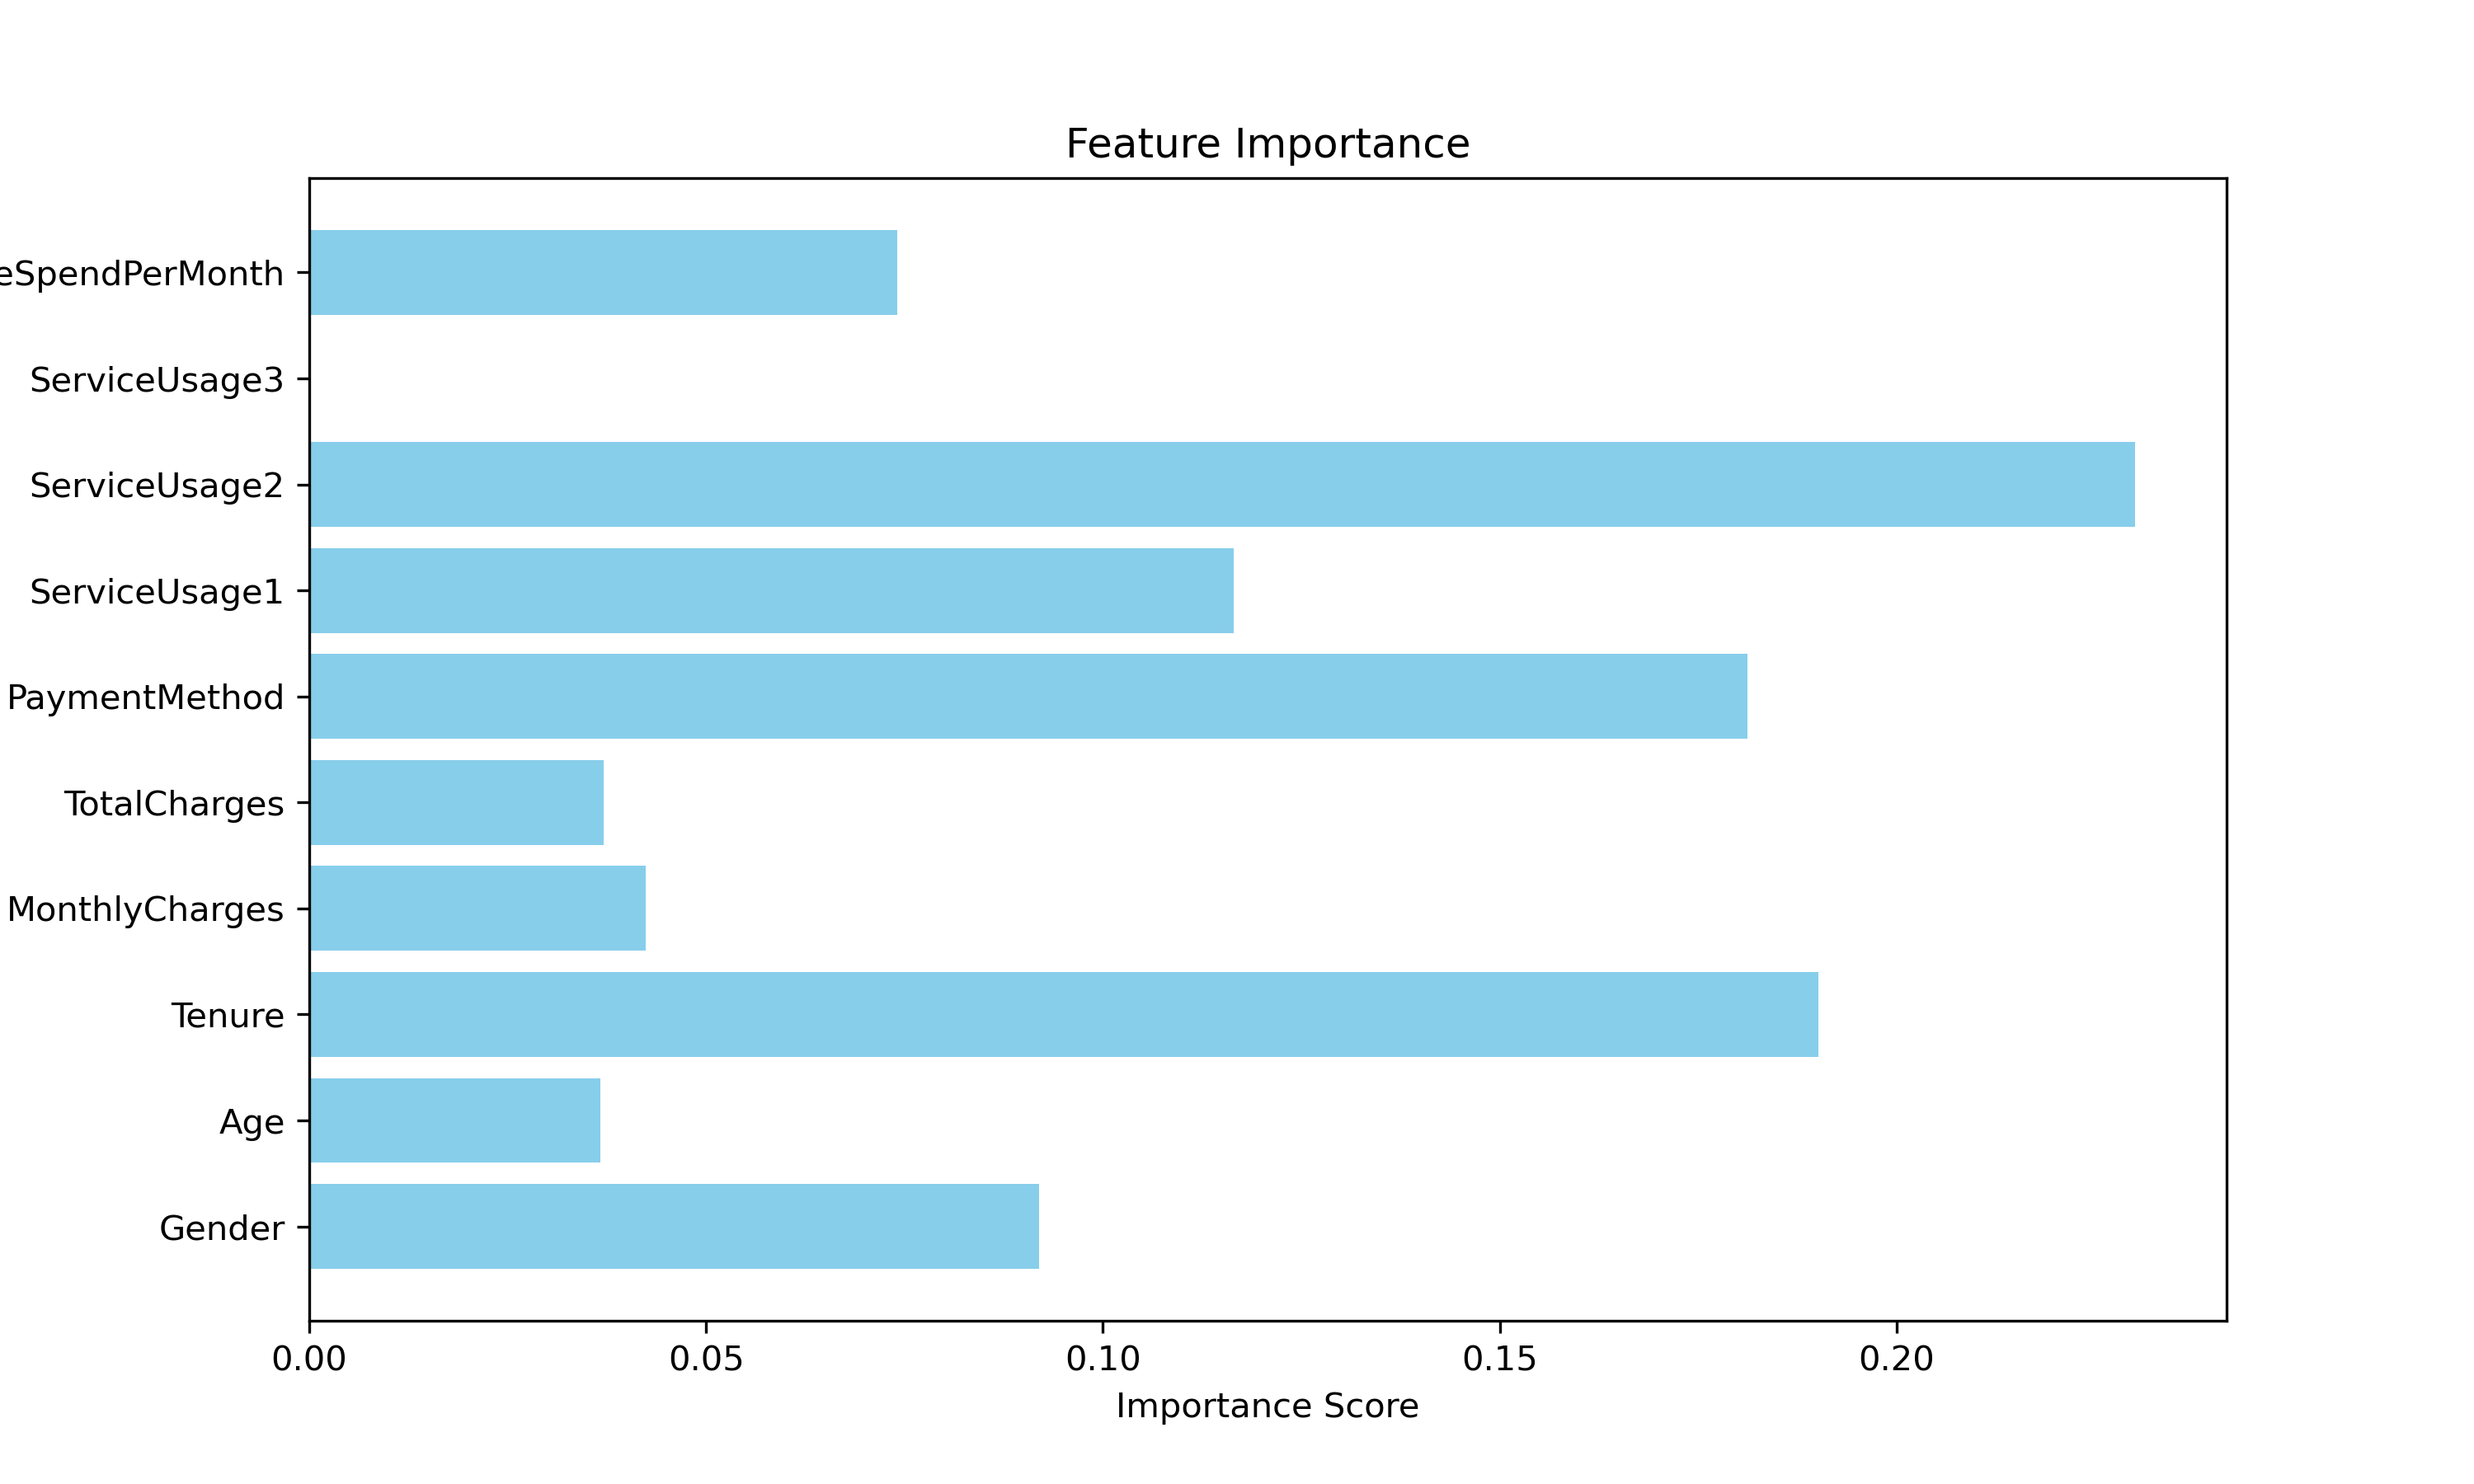 Feature Importance
eSpendPerMonth
ServiceUsage3
ServiceUsage2
ServiceUsage1
PaymentMethod
TotalCharges
MonthlyCharges
Tenure
Age
Gender
0.00 0.05 0.10 0.15 0.20
Importance Score